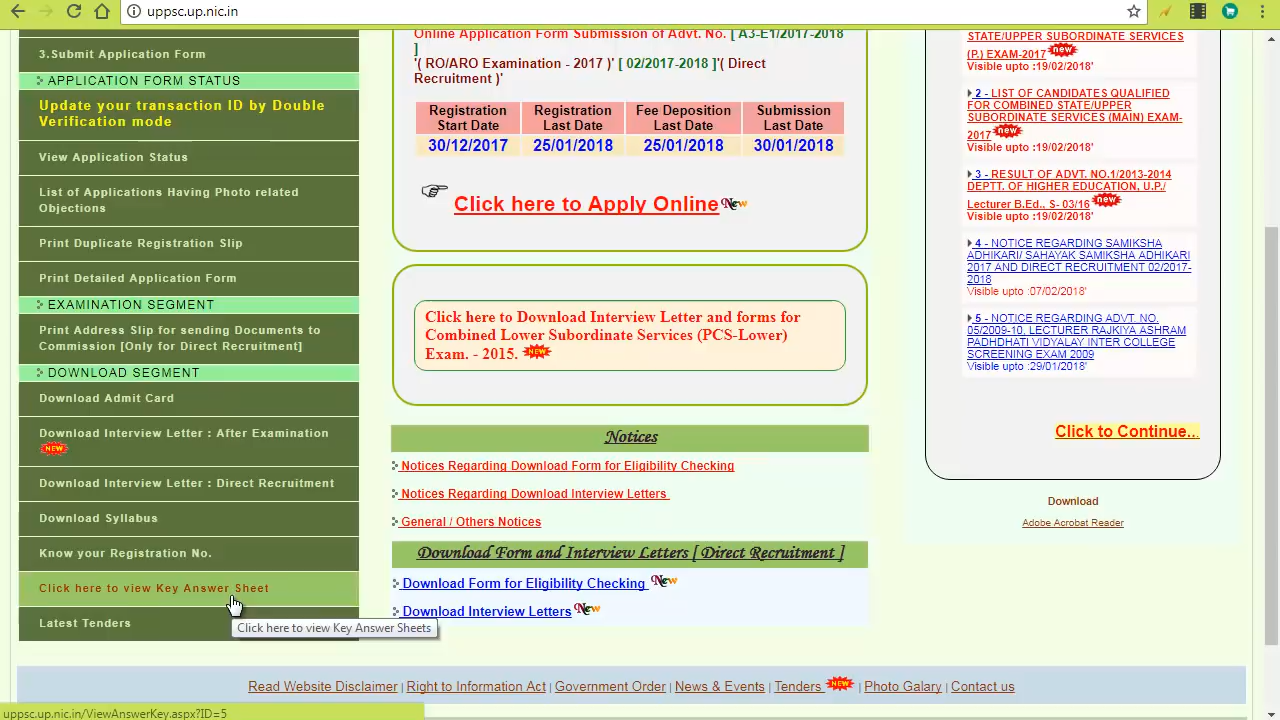 uppsc.up.nic.in
3.Submit Application Form
APPLICATION FORM STATUS
Update your transaction ID by Double
Verification mode
View Application Status
List of Applications Having Photo related
Objections
Print Duplicate Registration Slip
Print Detailed Application Form
EXAMINATION SEGMENT
Print Address Slip for sending Documents to
Commission [Only for Direct Recruitment]
DOWNLOAD SEGMENT
Download Admit Card
Download Interview Letter : After Examination
NEW
Download Interview Letter : Direct Recruitment
Download Syllabus
Know your Registration No.
Click here to view Key Answer Sheet
Click here to view Key Answer Sheets
Latest Tenders
Online Application Form Submission of Advt. No. [ A3-E1/2017-2018
]
'( RO/ARO Examination - 2017 )' [ 02/2017-2018 ]'( Direct
Recruitment )'
Registration Start Date Registration Last Date Fee Deposition Last Date Submission Last Date
30/12/2017 25/01/2018 25/01/2018 30/01/2018
Click here to Apply Online New
Click here to Download Interview Letter and forms for
Combined Lower Subordinate Services (PCS-Lower)
Exam. - 2015. NEW
Notices
Notices Regarding Download Form for Eligibility Checking
Notices Regarding Download Interview Letters
General / Others Notices
Download Form and Interview Letters [ Direct Recruitment ]
Download Form for Eligibility Checking New
Download Interview Letters New
STATE/UPPER SUBORDINATE SERVICES
(P.) EXAM-2017 new
Visible upto :19/02/2018'
2 - LIST OF CANDIDATES QUALIFIED
FOR COMBINED STATE/UPPER
SUBORDINATE SERVICES (MAIN) EXAM-
2017 new
Visible upto :19/02/2018'
3 - RESULT OF ADVT. NO.1/2013-2014
DEPTT. OF HIGHER EDUCATION, U.P./
Lecturer B.Ed., S- 03/16 new
Visible upto :19/02/2018'
4 - NOTICE REGARDING SAMIKSHA
ADHIKARI/ SAHAYAK SAMIKSHA ADHIKARI
2017 AND DIRECT RECRUITMENT 02/2017-
2018
Visible upto :07/02/2018'
5 - NOTICE REGARDING ADVT. NO.
05/2009-10, LECTURER RAJKIYA ASHRAM
PADHDHATI VIDYALAY INTER COLLEGE
SCREENING EXAM 2009
Visible upto :29/01/2018'
Click to Continue...
Download
Adobe Acrobat Reader
Read Website Disclaimer | Right to Information Act | Government Order | News & Events | Tenders NEW | Photo Galary | Contact us
uppsc.up.nic.in/ViewAnswerKey.aspx?ID=5